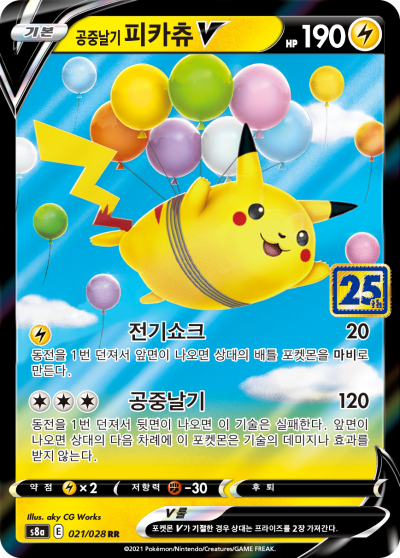 기본 공중날기 피카츄 V HP 190
25th
전기쇼크 20
동전을 1번 던져서 앞면이 나오면 상대의 배틀 포켓몬을 마비로
만든다.
공중날기 120
동전을 1번 던져서 뒷면이 나오면 이 기술은 실패한다. 앞면이
나오면 상대의 다음 차례에 이 포켓몬은 기술의 데미지나 효과를
받지 않는다.
약점 ×2 저항력 -30 후퇴
Illus. aky CG Works
s8a E 021/028 RR
V룰
포켓몬 V가 기절한 경우 상대는 프라이즈를 2장 가져간다.
©2021 Pokémon/Nintendo/Creatures/GAME FREAK.